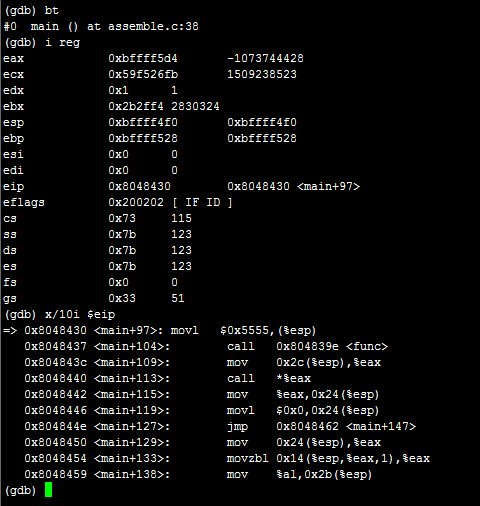 (gdb) bt
#0  main () at assemble.c:38
(gdb) i reg
eax            0xbffff5d4       -1073744428
ecx            0x59f526fb       1509238523
edx            0x1      1
ebx            0x2b2ff4 2830324
esp            0xbffff4f0       0xbffff4f0
ebp            0xbffff528       0xbffff528
esi            0x0      0
edi            0x0      0
eip            0x8048430        0x8048430 <main+97>
eflags         0x200202 [ IF ID ]
cs             0x73     115
ss             0x7b     123
ds             0x7b     123
es             0x7b     123
fs             0x0      0
gs             0x33     51
(gdb) x/10i $eip
=> 0x8048430 <main+97>: movl   $0x5555,(%esp)
   0x8048437 <main+104>:        call   0x804839e <func>
   0x804843c <main+109>:        mov    0x2c(%esp),%eax
   0x8048440 <main+113>:        call   *%eax
   0x8048442 <main+115>:        mov    %eax,0x24(%esp)
   0x8048446 <main+119>:        movl   $0x0,0x24(%esp)
   0x804844e <main+127>:        jmp    0x8048462 <main+147>
   0x8048450 <main+129>:        mov    0x24(%esp),%eax
   0x8048454 <main+133>:        movzbl 0x14(%esp,%eax,1),%eax
   0x8048459 <main+138>:        mov    %al,0x2b(%esp)
(gdb)